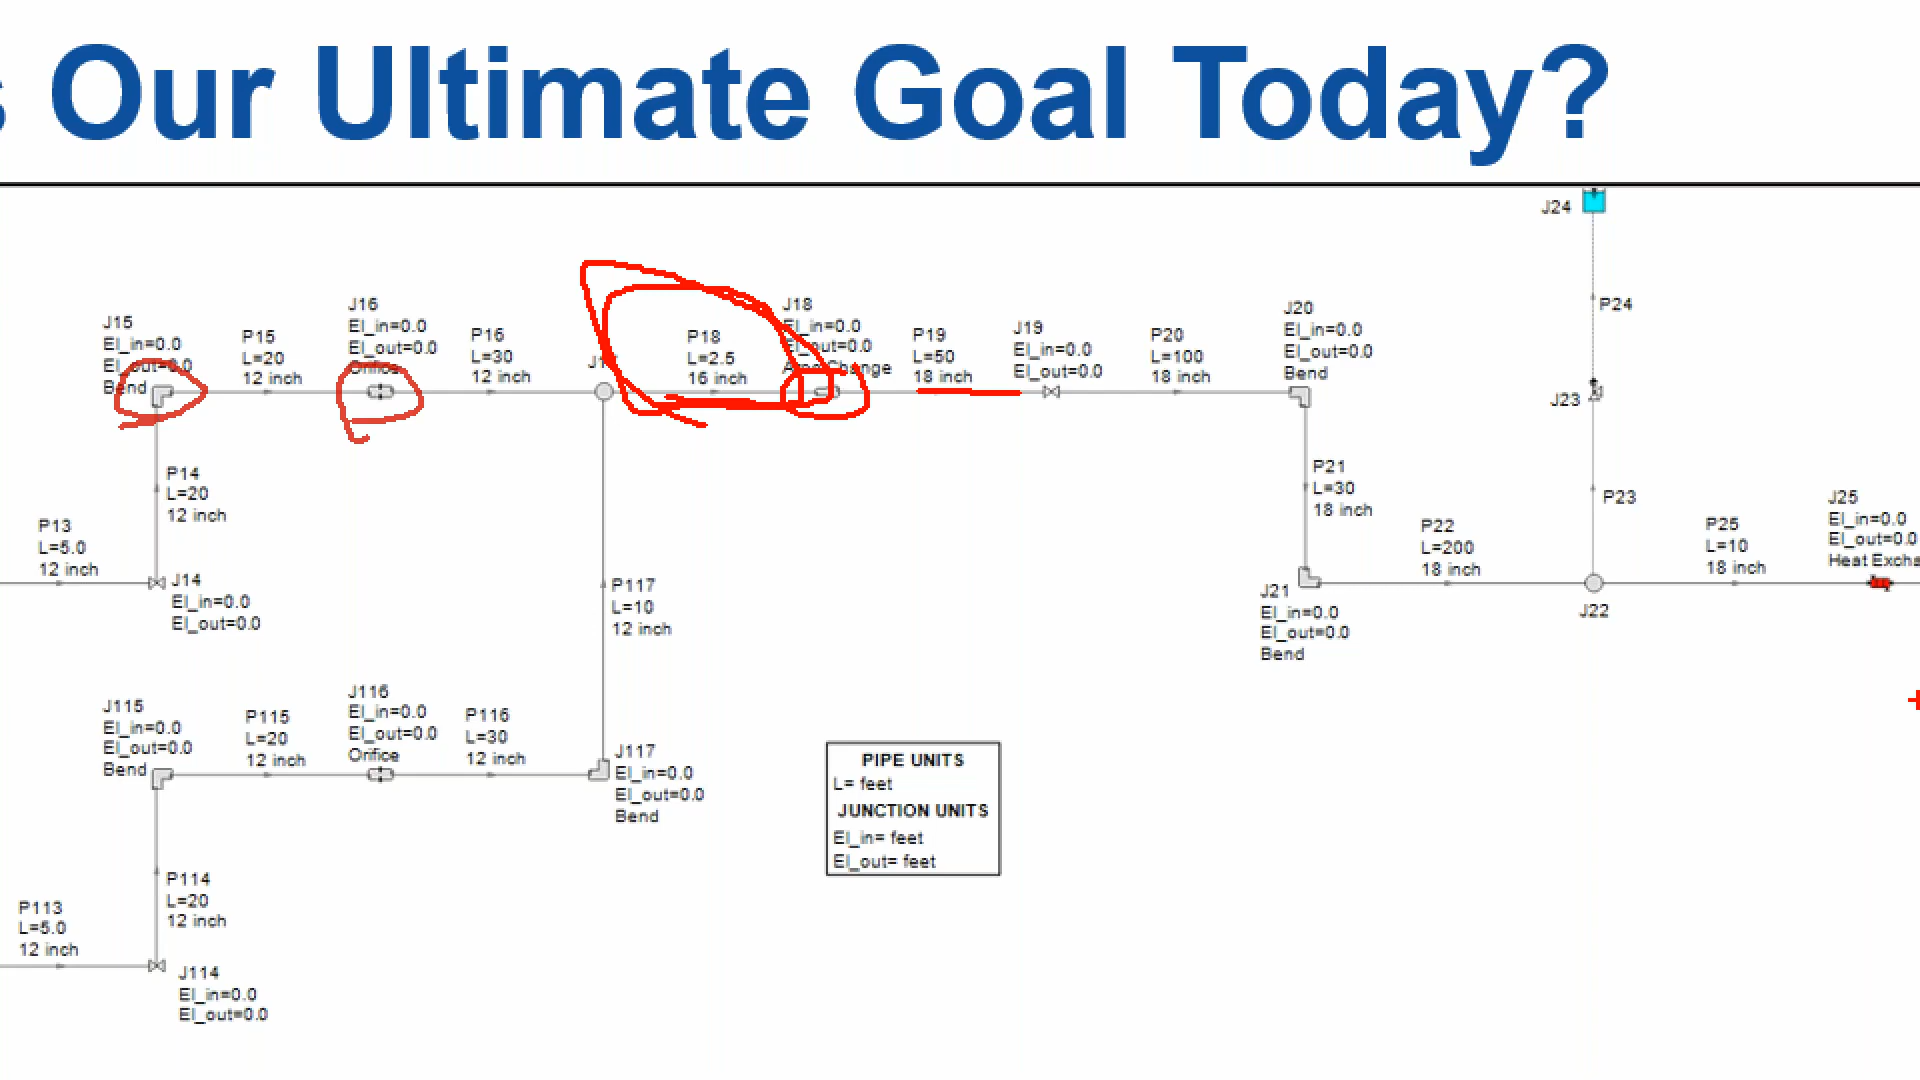 s Our Ultimate Goal Today?
J24
P24
J23
P23
J15
El_in=0.0
El_out=0.0
Bend
P15
L=20
12 inch
J16
El_in=0.0
El_out=0.0
Orifice
P16
L=30
12 inch
P18
L=2.5
16 inch
J18
El_in=0.0
El_out=0.0
Area Change
P19
L=50
18 inch
J19
El_in=0.0
El_out=0.0
P20
L=100
18 inch
J20
El_in=0.0
El_out=0.0
Bend
P14
L=20
12 inch
P13
L=5.0
12 inch
J14
El_in=0.0
El_out=0.0
P117
L=10
12 inch
P21
L=30
18 inch
J21
El_in=0.0
El_out=0.0
Bend
P22
L=200
18 inch
J22
P25
L=10
18 inch
J25
El_in=0.0
El_out=0.0
Heat Excha
J115
El_in=0.0
El_out=0.0
Bend
P115
L=20
12 inch
J116
El_in=0.0
El_out=0.0
Orifice
P116
L=30
12 inch
J117
El_in=0.0
El_out=0.0
Bend
P114
L=20
12 inch
P113
L=5.0
12 inch
J114
El_in=0.0
El_out=0.0
PIPE UNITS
L= feet
JUNCTION UNITS
El_in= feet
El_out= feet